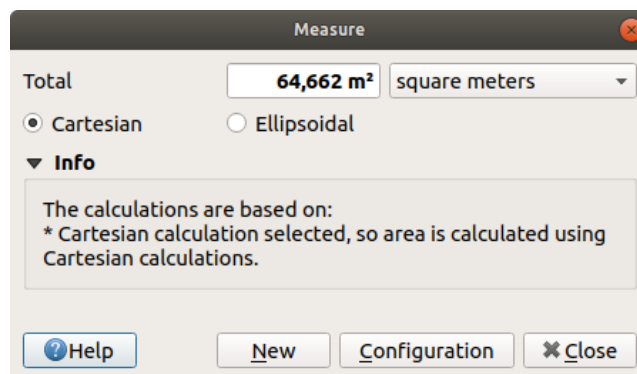 Measure
Total 64,662 m² square meters
Cartesian Ellipsoidal
Info
The calculations are based on:
* Cartesian calculation selected, so area is calculated using
Cartesian calculations.
Help New Configuration Close